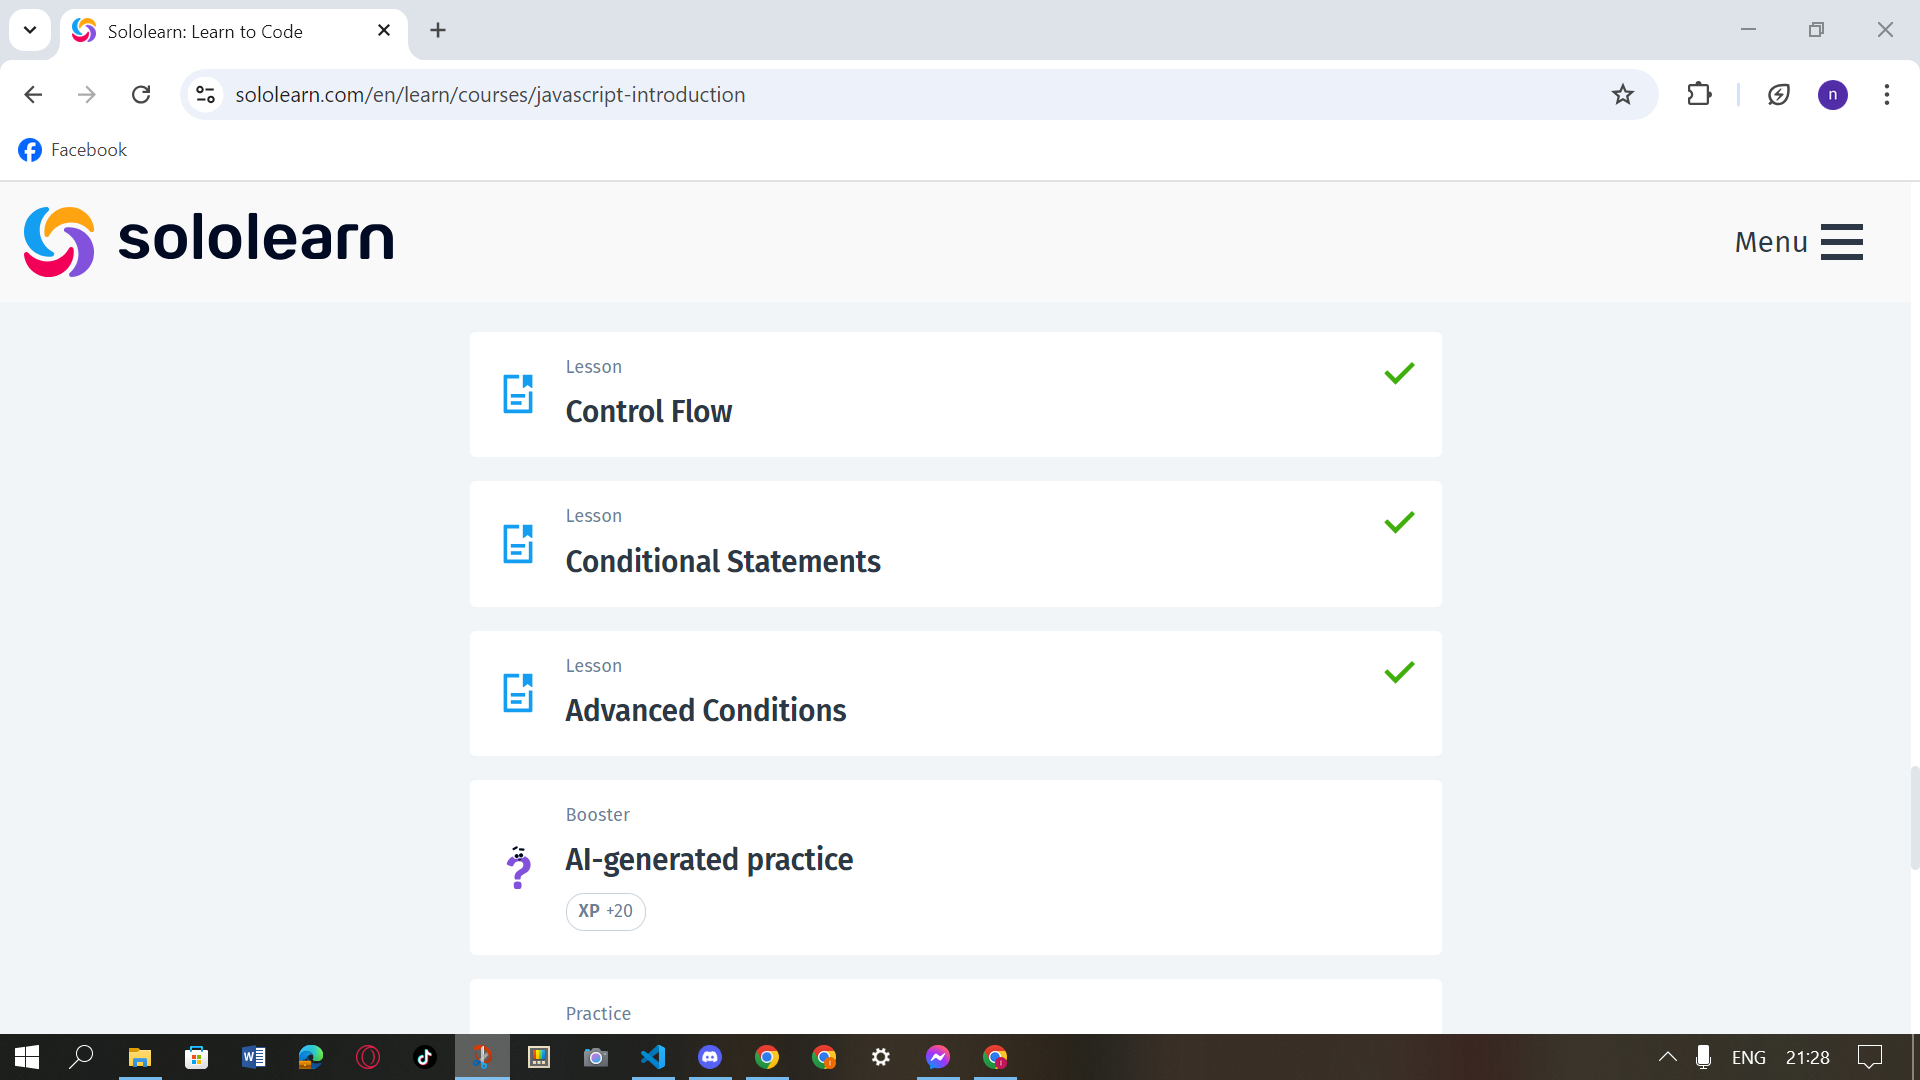 Sololearn: Learn to Code
sololearn.com/en/learn/courses/javascript-introduction
n
Facebook
sololearn
Menu
Lesson
Control Flow
Lesson
Conditional Statements
Lesson
Advanced Conditions
Booster
AI-generated practice
XP +20
Practice
ENG 21:28